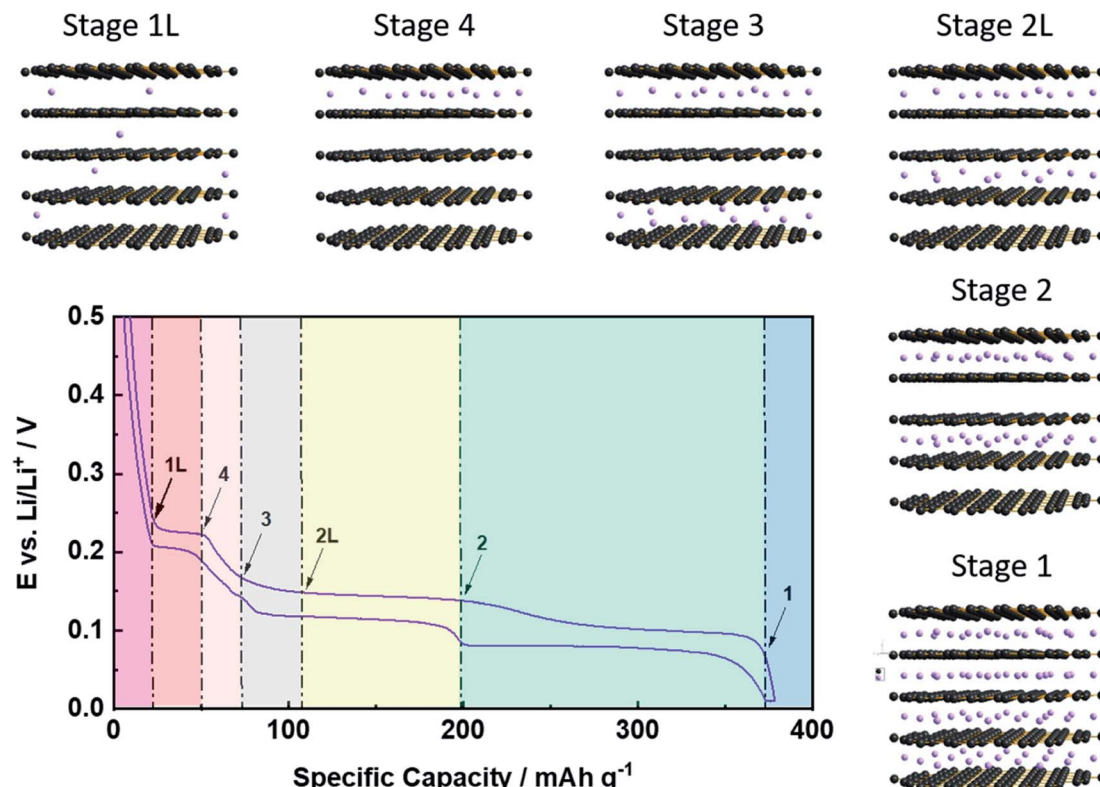 Stage 1L
Stage 4
Stage 3
Stage 2L
Stage 2
Stage 1
E vs. Li/Li⁺ / V
0.5
0.4
0.3
0.2
0.1
0.0
1L
4
3
2L
2
1
0
100
200
300
400
Specific Capacity / mAh g⁻¹